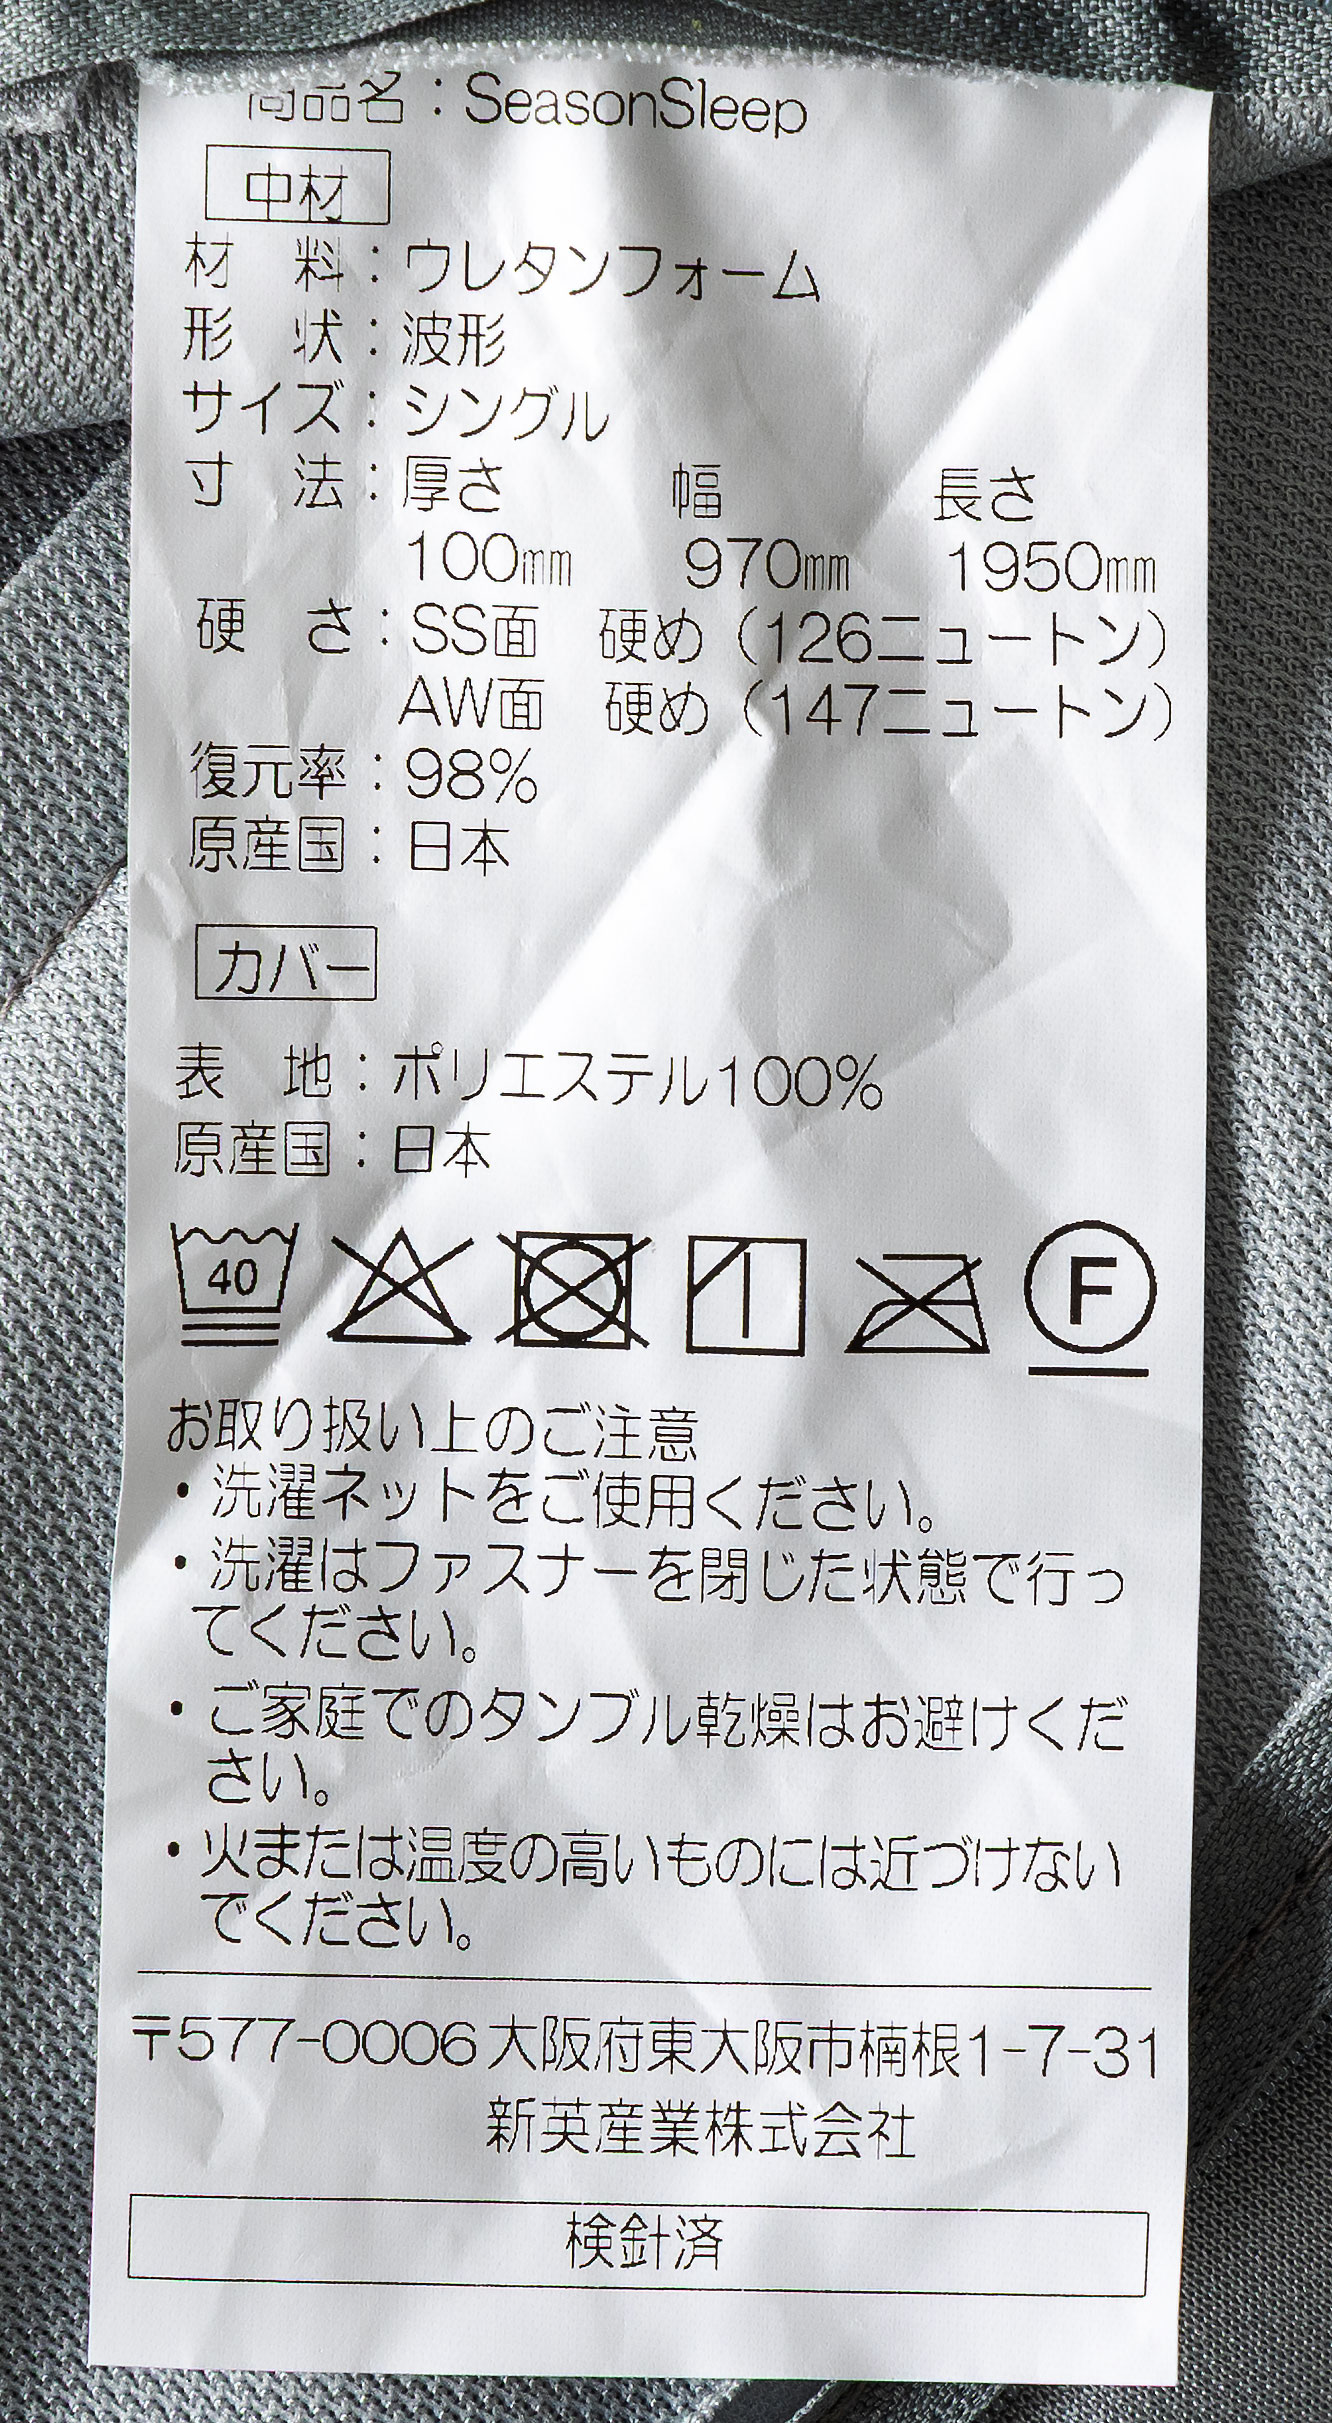 商品名：SeasonSleep
中材
材　料：ウレタンフォーム
形　状：波形
サイズ：シングル
寸　法：厚さ　幅　長さ
100㎜　970㎜　1950㎜
硬　さ：SS面　硬め（126ニュートン）
AW面　硬め（147ニュートン）
復元率：98%
原産国：日本
カバー
表　地：ポリエステル100%
原産国：日本
40 F
お取り扱い上のご注意
・洗濯ネットをご使用ください。
・洗濯はファスナーを閉じた状態で行っ
てください。
・ご家庭でのタンブル乾燥はお避けくだ
さい。
・火または温度の高いものには近づけない
でください。
〒577-0006大阪府東大阪市楠根1-7-31
新英産業株式会社
検針済